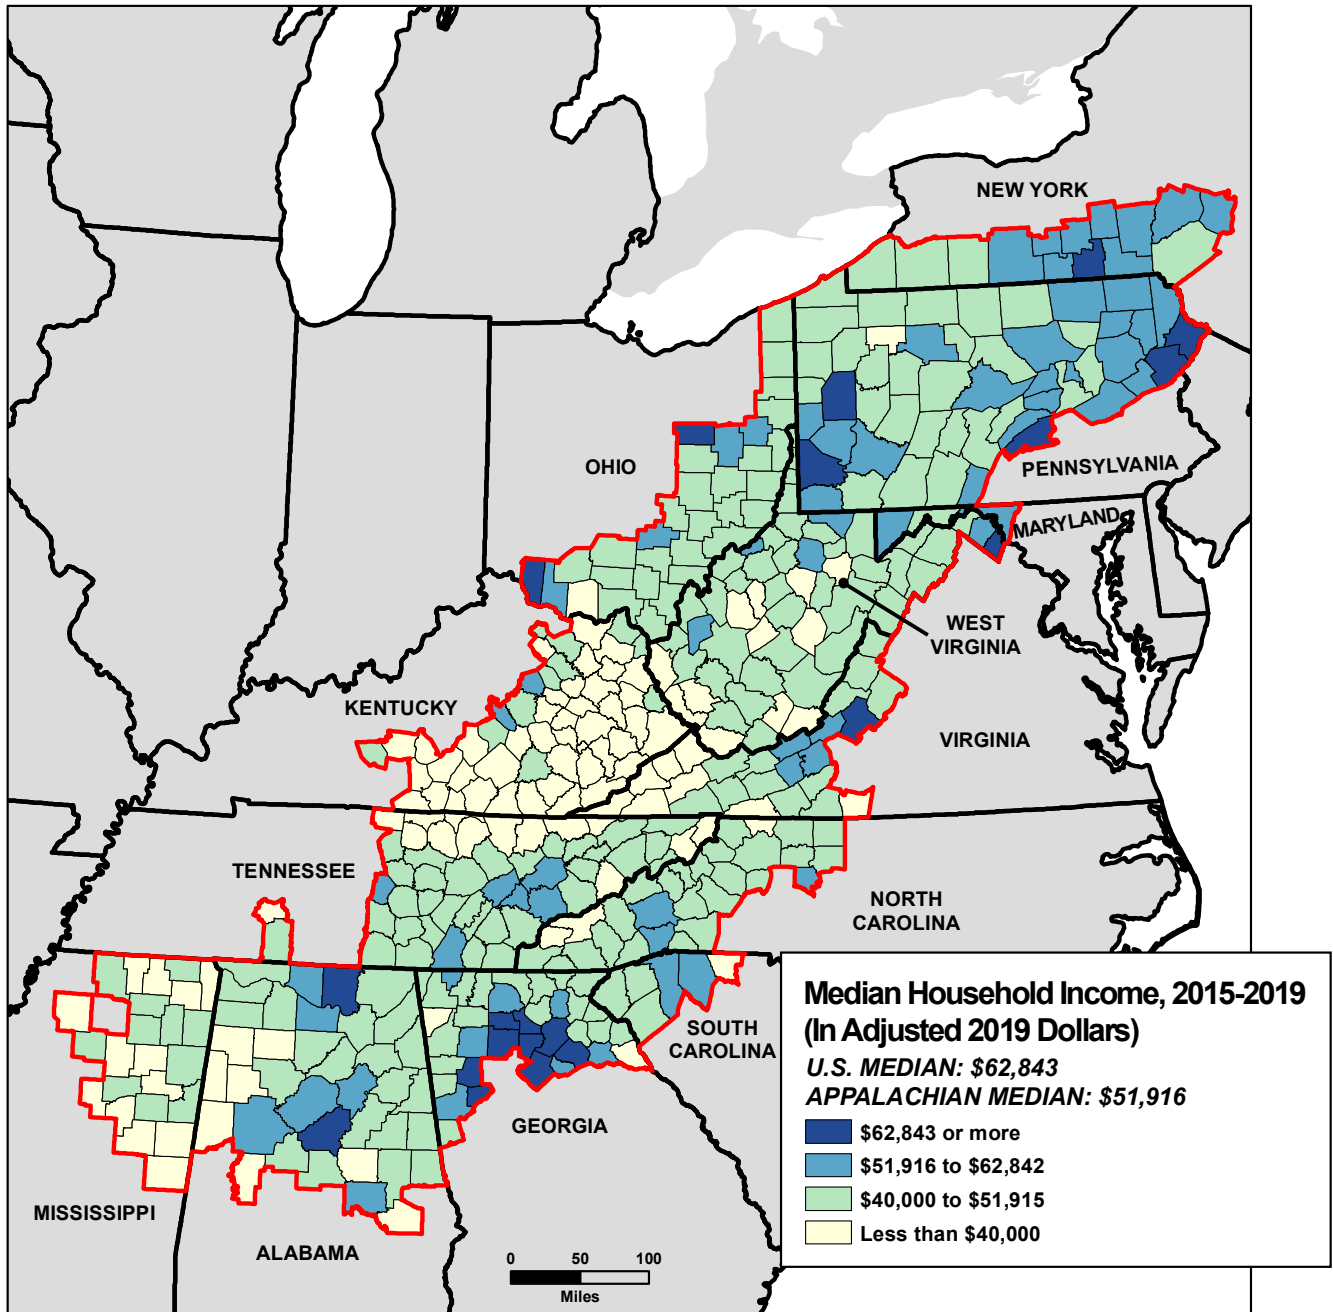 NEW YORK
OHIO
PENNSYLVANIA
MARYLAND
WEST
VIRGINIA
KENTUCKY
VIRGINIA
TENNESSEE
NORTH
CAROLINA
SOUTH
CAROLINA
GEORGIA
MISSISSIPPI
ALABAMA
Median Household Income, 2015-2019
(In Adjusted 2019 Dollars)
U.S. MEDIAN: $62,843
APPALACHIAN MEDIAN: $51,916
$62,843 or more
$51,916 to $62,842
$40,000 to $51,915
Less than $40,000
0 50 100
Miles